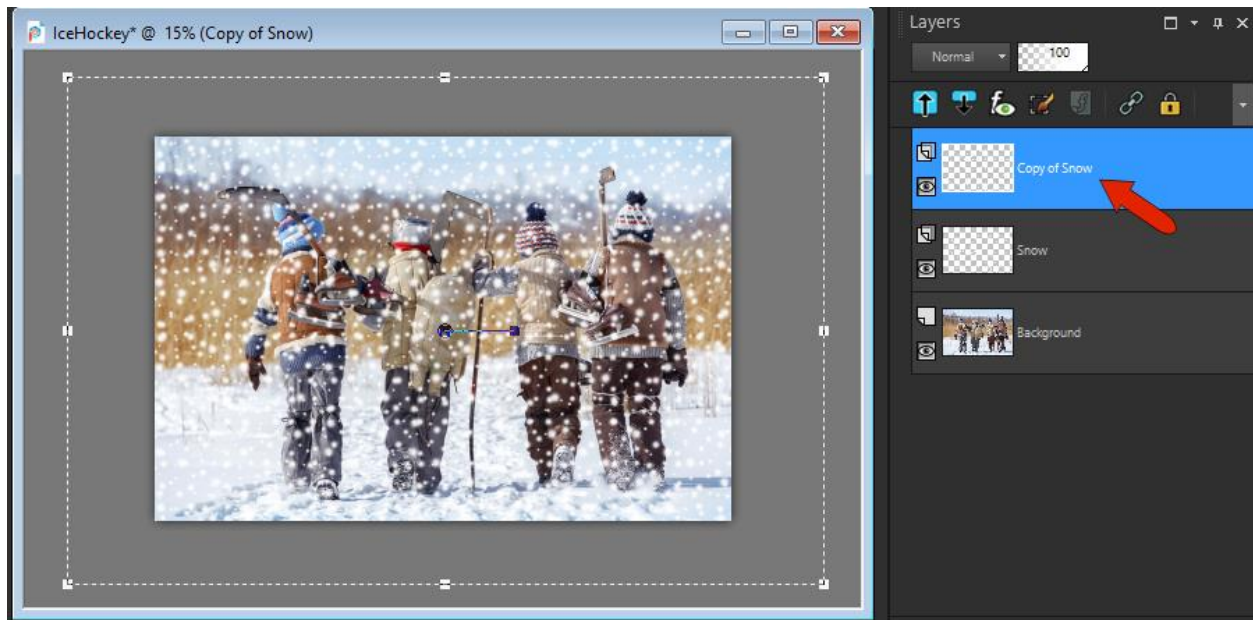 IceHockey* @ 15% (Copy of Snow)
Layers
Normal
100
Copy of Snow
Snow
Background